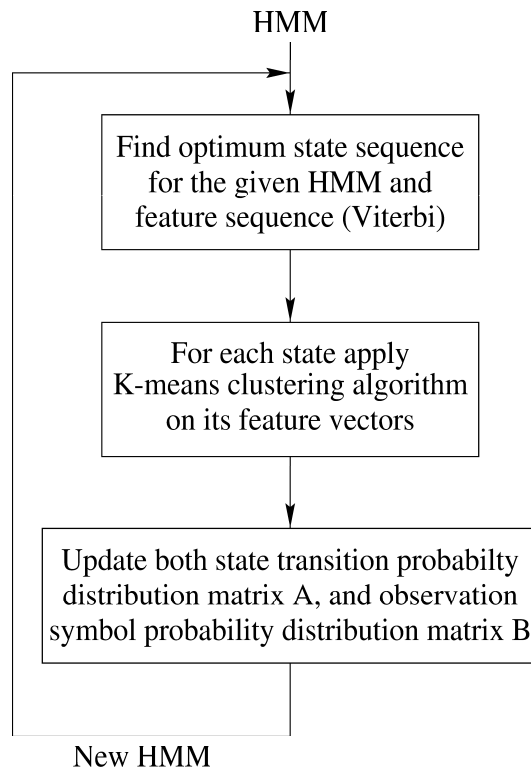 HMM
Find optimum state sequence
for the given HMM and
feature sequence (Viterbi)
For each state apply
K-means clustering algorithm
on its feature vectors
Update both state transition probabilty
distribution matrix A, and observation
symbol probability distribution matrix B
New HMM